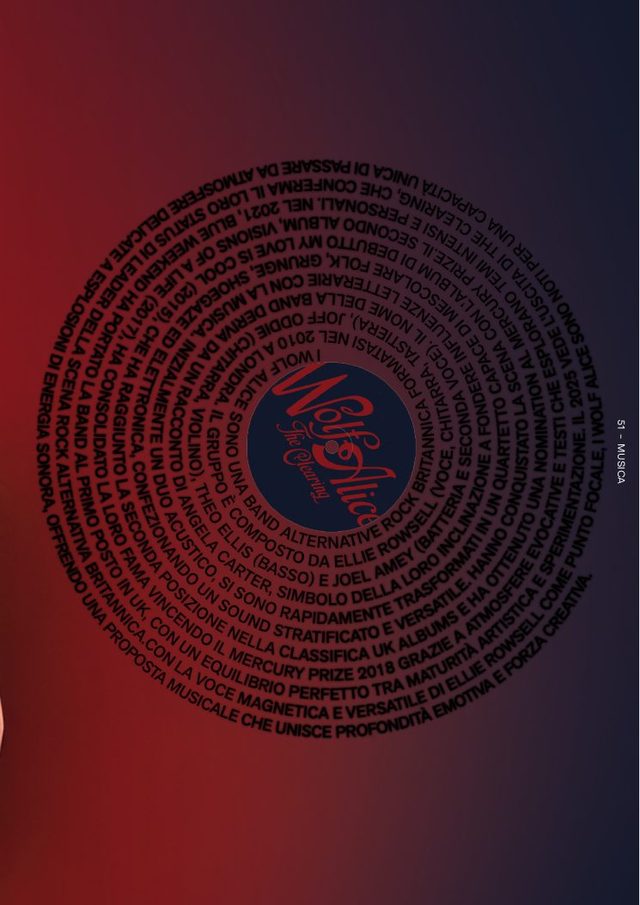 Wolf Alice
The Clearing
I WOLF ALICE SONO UNA BAND ALTERNATIVE ROCK BRITANNICA FORMATASI NEL 2010 A LONDRA. IL GRUPPO È COMPOSTO DA ELLIE ROWSELL (VOCE, CHITARRA, TASTIERA), JOFF ODDIE (CHITARRA, VIOLINO), THEO ELLIS (BASSO) E JOEL AMEY (BATTERIA E SECONDA VOCE). IL NOME DELLA BAND DERIVA DA UN RACCONTO DI ANGELA CARTER, SIMBOLO DELLA LORO INCLINAZIONE A FONDERE INFLUENZE LETTERARIE CON LA MUSICA. INIZIALMENTE UN DUO ACUSTICO, SI SONO RAPIDAMENTE TRASFORMATI IN UN QUARTETTO CAPACE DI MESCOLARE FOLK, GRUNGE, SHOEGAZE ED ELETTRONICA, CONFEZIONANDO UN SOUND STRATIFICATO E VERSATILE. HANNO CONQUISTATO LA SCENA CON L'ALBUM DI DEBUTTO MY LOVE IS COOL (2015), CHE HA RAGGIUNTO LA SECONDA POSIZIONE NELLA CLASSIFICA UK ALBUMS E HA OTTENUTO UNA NOMINATION AL MERCURY PRIZE. IL SECONDO ALBUM, VISIONS OF A LIFE (2017), HA CONSOLIDATO LA LORO FAMA VINCENDO IL MERCURY PRIZE 2018 GRAZIE A ATMOSFERE EVOCATIVE E TESTI CHE ESPLORANO TEMI INTENSI E PERSONALI. NEL 2021, BLUE WEEKEND HA PORTATO LA BAND AL PRIMO POSTO IN UK, CON UN EQUILIBRIO PERFETTO TRA MATURITÀ ARTISTICA E SPERIMENTAZIONE. IL 2025 VEDE L'USCITA DI THE CLEARING, CHE CONFERMA IL LORO STATUS DI LEADER DELLA SCENA ROCK ALTERNATIVA BRITANNICA.CON LA VOCE MAGNETICA E VERSATILE DI ELLIE ROWSELL COME PUNTO FOCALE, I WOLF ALICE SONO NOTI PER UNA CAPACITÀ UNICA DI PASSARE DA ATMOSFERE DELICATE A ESPLOSIONI DI ENERGIA SONORA, OFFRENDO UNA PROPOSTA MUSICALE CHE UNISCE PROFONDITÀ EMOTIVA E FORZA CREATIVA.
51 - MUSICA